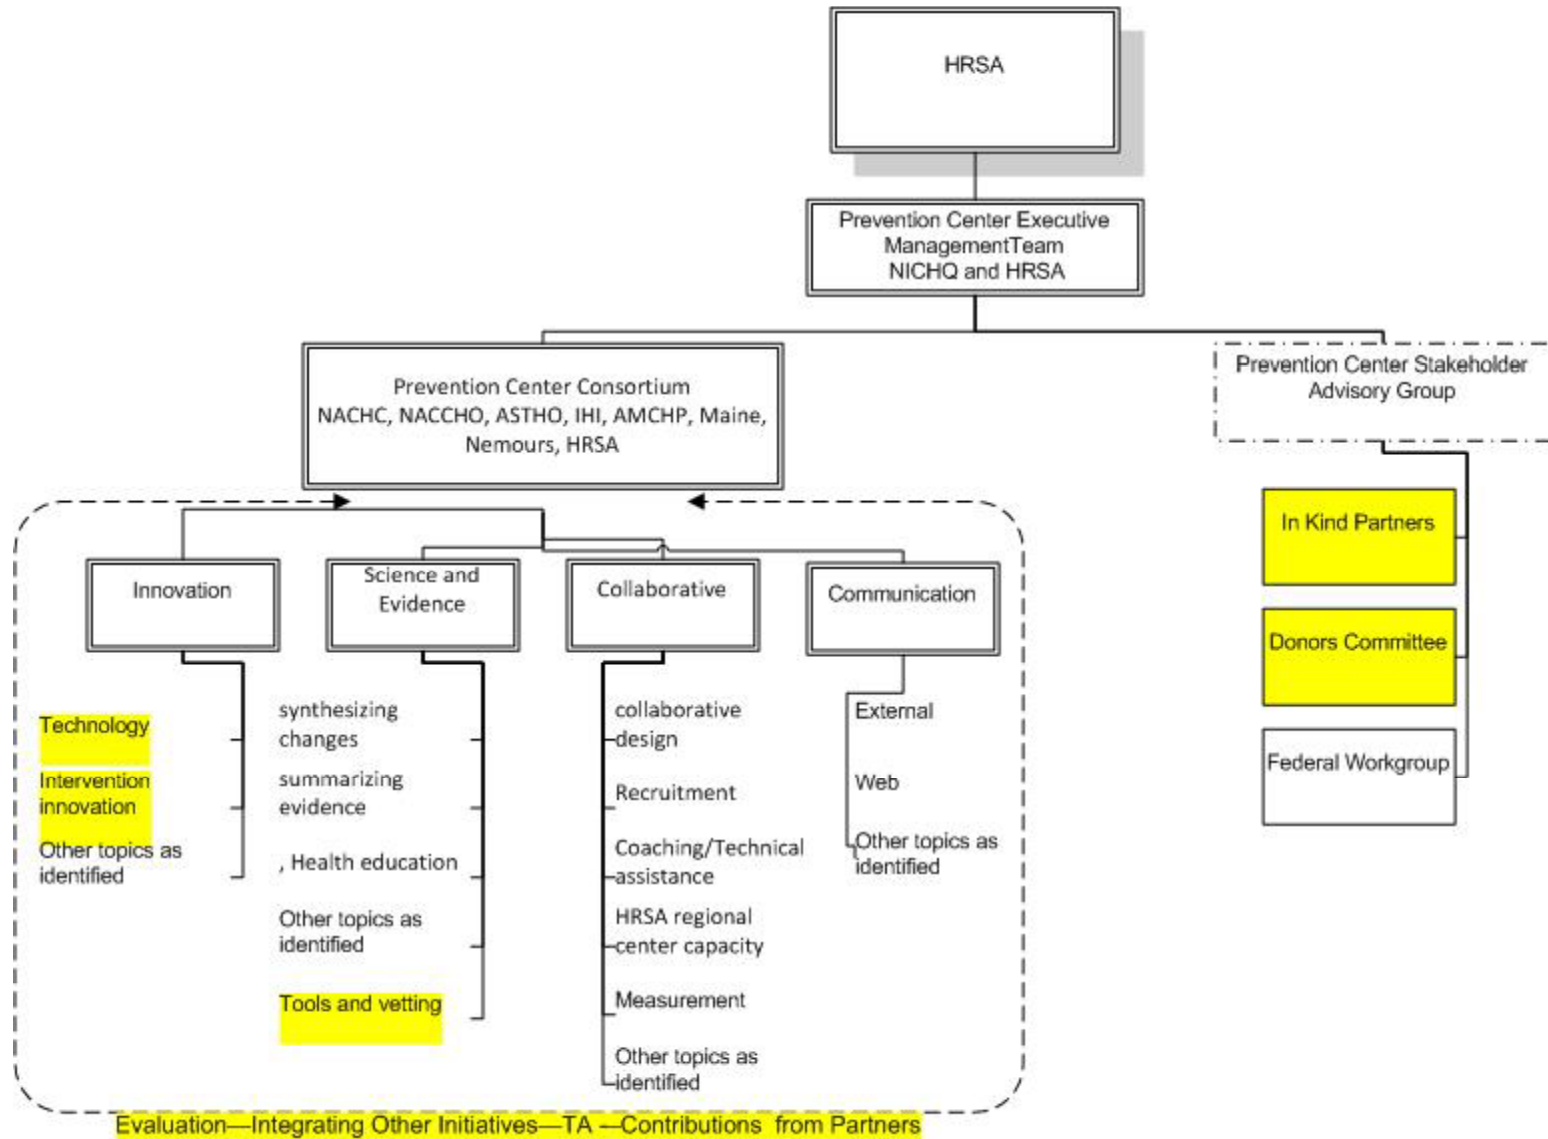 HRSA
Prevention Center Executive
ManagementTeam
NICHQ and HRSA
Prevention Center Consortium
NACHC, NACCHO, ASTHO, IHI, AMCHP, Maine,
Nemours, HRSA
Prevention Center Stakeholder
Advisory Group
In Kind Partners
Donors Committee
Federal Workgroup
Innovation
Technology
Intervention
innovation
Other topics as
identified
Science and
Evidence
synthesizing
changes
summarizing
evidence
, Health education
Other topics as
identified
Tools and vetting
Collaborative
collaborative
design
Recruitment
Coaching/Technical
assistance
HRSA regional
center capacity
Measurement
Other topics as
identified
Communication
External
Web
Other topics as
identified
Evaluation—Integrating Other Initiatives—TA —Contributions from Partners